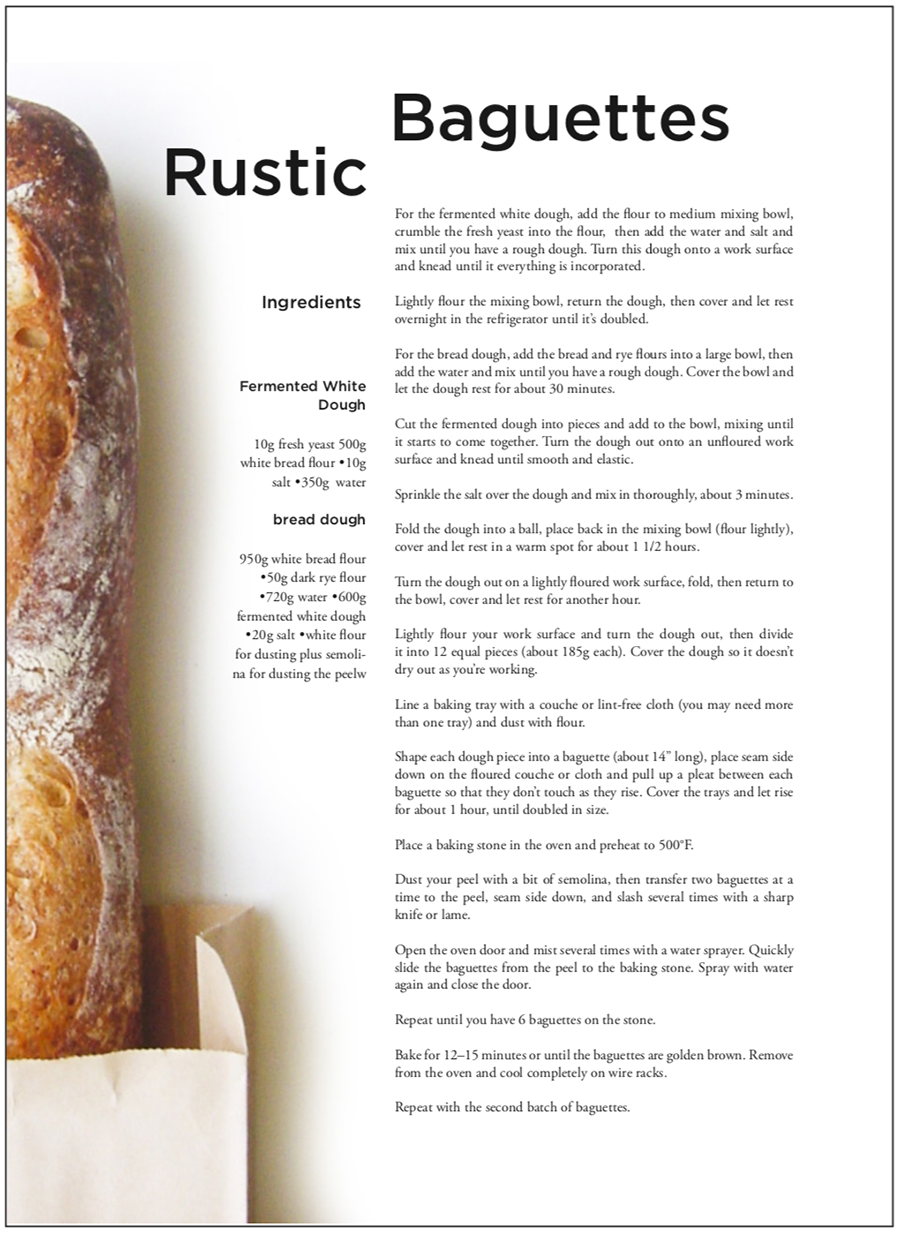 Rustic
Baguettes
Ingredients
Fermented White
Dough
10g fresh yeast 500g
white bread flour •10g
salt •350g  water
bread dough
950g white bread flour
•50g dark rye flour
•720g water •600g
fermented white dough
•20g salt •white flour
for dusting plus semoli-
na for dusting the peelw
For the fermented white dough, add the flour to medium mixing bowl,
crumble the fresh yeast into the flour,  then add the water and salt and
mix until you have a rough dough. Turn this dough onto a work surface
and knead until it everything is incorporated.
Lightly flour the mixing bowl, return the dough, then cover and let rest
overnight in the refrigerator until it’s doubled.
For the bread dough, add the bread and rye flours into a large bowl, then
add the water and mix until you have a rough dough. Cover the bowl and
let the dough rest for about 30 minutes.
Cut the fermented dough into pieces and add to the bowl, mixing until
it starts to come together. Turn the dough out onto an unfloured work
surface and knead until smooth and elastic.
Sprinkle the salt over the dough and mix in thoroughly, about 3 minutes.
Fold the dough into a ball, place back in the mixing bowl (flour lightly),
cover and let rest in a warm spot for about 1 1/2 hours.
Turn the dough out on a lightly floured work surface, fold, then return to
the bowl, cover and let rest for another hour.
Lightly flour your work surface and turn the dough out, then divide
it into 12 equal pieces (about 185g each). Cover the dough so it doesn’t
dry out as you’re working.
Line a baking tray with a couche or lint-free cloth (you may need more
than one tray) and dust with flour.
Shape each dough piece into a baguette (about 14” long), place seam side
down on the floured couche or cloth and pull up a pleat between each
baguette so that they don’t touch as they rise. Cover the trays and let rise
for about 1 hour, until doubled in size.
Place a baking stone in the oven and preheat to 500°F.
Dust your peel with a bit of semolina, then transfer two baguettes at a
time to the peel, seam side down, and slash several times with a sharp
knife or lame.
Open the oven door and mist several times with a water sprayer. Quickly
slide the baguettes from the peel to the baking stone. Spray with water
again and close the door.
Repeat until you have 6 baguettes on the stone.
Bake for 12–15 minutes or until the baguettes are golden brown. Remove
from the oven and cool completely on wire racks.
Repeat with the second batch of baguettes.